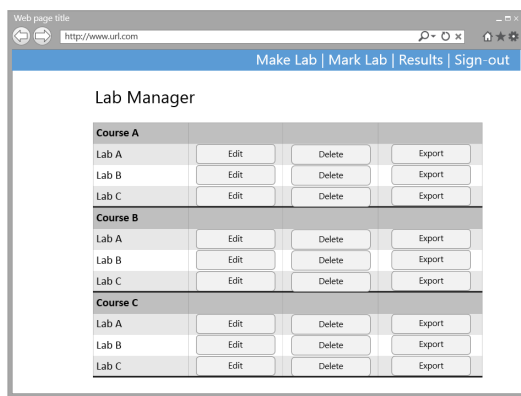 Web page title
http://www.url.com
Make Lab | Mark Lab | Results | Sign-out
Lab Manager
Course A
Lab A Edit Delete Export
Lab B Edit Delete Export
Lab C Edit Delete Export
Course B
Lab A Edit Delete Export
Lab B Edit Delete Export
Lab C Edit Delete Export
Course C
Lab A Edit Delete Export
Lab B Edit Delete Export
Lab C Edit Delete Export